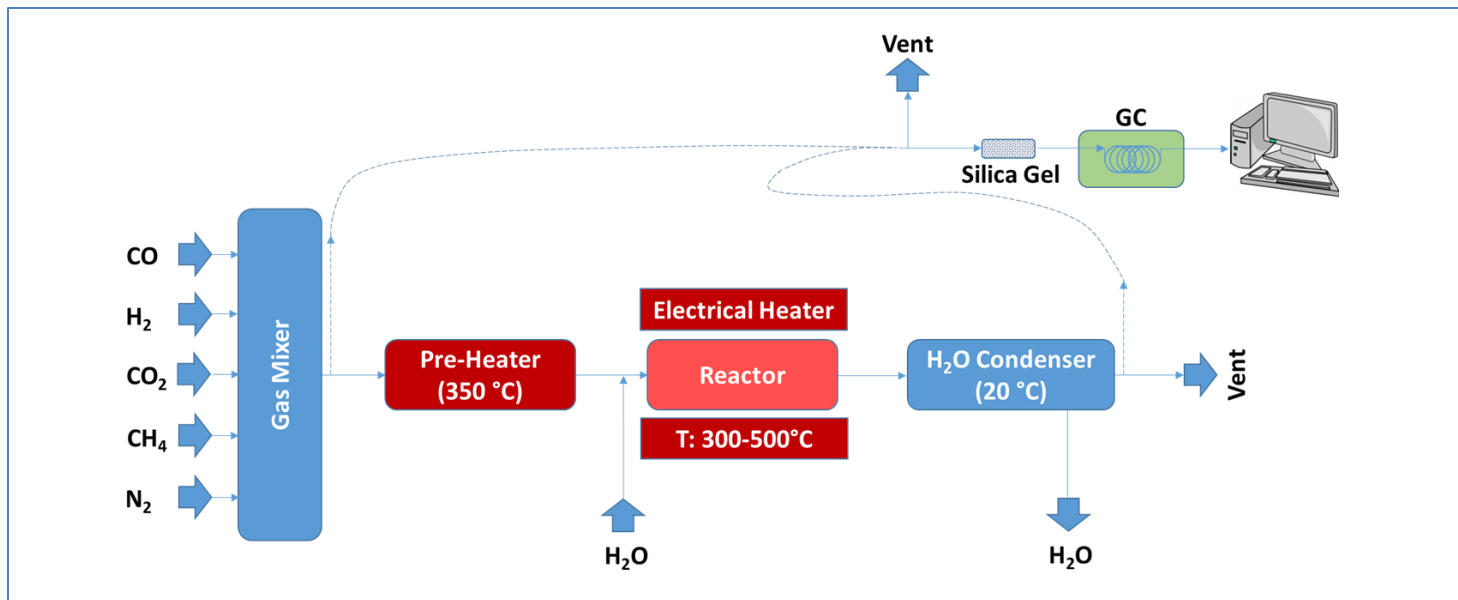 Vent
GC
Silica Gel
CO
H₂
CO₂
CH₄
N₂
Gas Mixer
Pre-Heater
(350 °C)
Electrical Heater
Reactor
T: 300-500°C
H₂O Condenser
(20 °C)
Vent
H₂O
H₂O